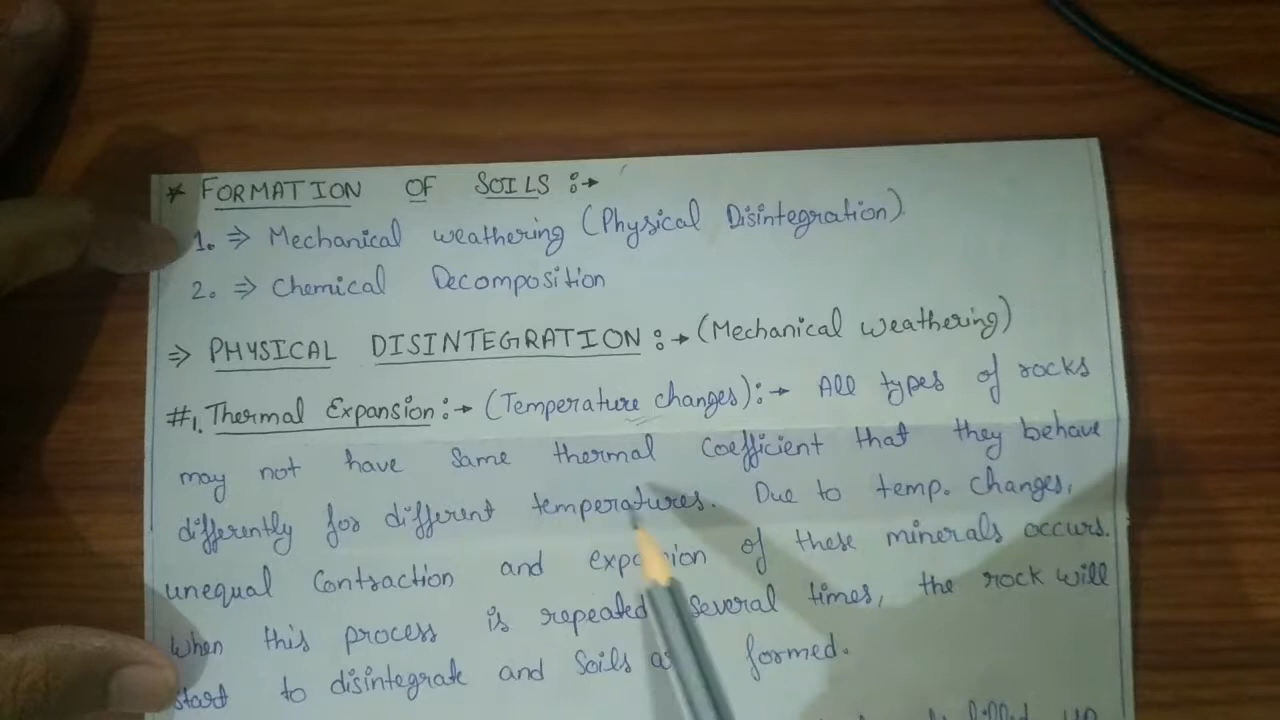 * FORMATION OF SOILS :→
1. ⇒ Mechanical weathering (Physical Disintegration).
2. ⇒ Chemical Decomposition
⇒ PHYSICAL DISINTEGRATION :→ (Mechanical weathering)
#1. Thermal Expansion :→ (Temperature changes) :→ All types of rocks
may not have same thermal coefficient that they behave
differently for different temperatures. Due to temp. changes,
unequal contraction and expansion of these minerals occurs.
When this process is repeated several times, the rock will
start to disintegrate and soils formed.